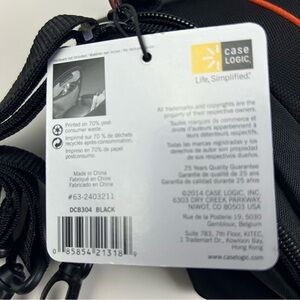 case
LOGIC.
Life, Simplified.
All trademarks and copyrights are the
property of their respective owners.
Toutes marques de commerce et
droits d'auteurs appartiennent à
leurs détenteurs respectifs.
Todas las marcas registradas y
derechos de autor son propiedad
de sus respectivos dueños.
25 Years Quality Guarantee
Garantie de qualité de 25 ans
Garantía de calidad durante 25 años
©2014 CASE LOGIC, INC.
6303 DRY CREEK PARKWAY,
NIWOT, CO 80503 USA
Rue de la Posterie 19, 5030
Gembloux, Belgium
Suite 783, 7th Floor, KITEC,
1 Trademart Dr., Kowloon Bay,
Hong Kong
www.caselogic.com
Printed on 70% post
consumer waste.
Imprimé sur 70 % de déchets
recyclés après-consommation.
Impreso en 70% de papel
postconsumo.
Made in China
Fabriqué en Chine
Fabricado en China
#63-2403211
DCB304 BLACK
0 85854 21318 9